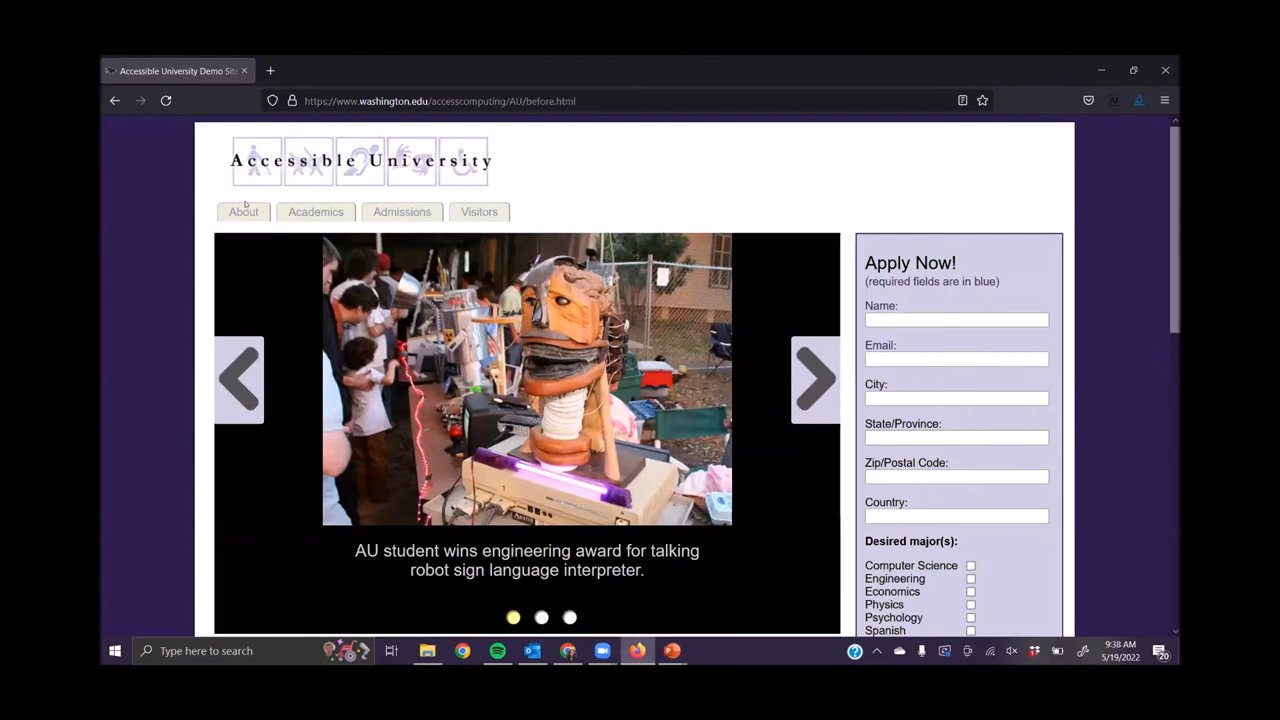 Accessible University Demo Site
https://www.washington.edu/accesscomputing/AU/before.html
Accessible University
About
Academics
Admissions
Visitors
AU student wins engineering award for talking
robot sign language interpreter.
Apply Now!
(required fields are in blue)
Name:
Email:
City:
State/Province:
Zip/Postal Code:
Country:
Desired major(s):
Computer Science
Engineering
Economics
Physics
Psychology
Spanish
Type here to search
9:38 AM
5/19/2022
20